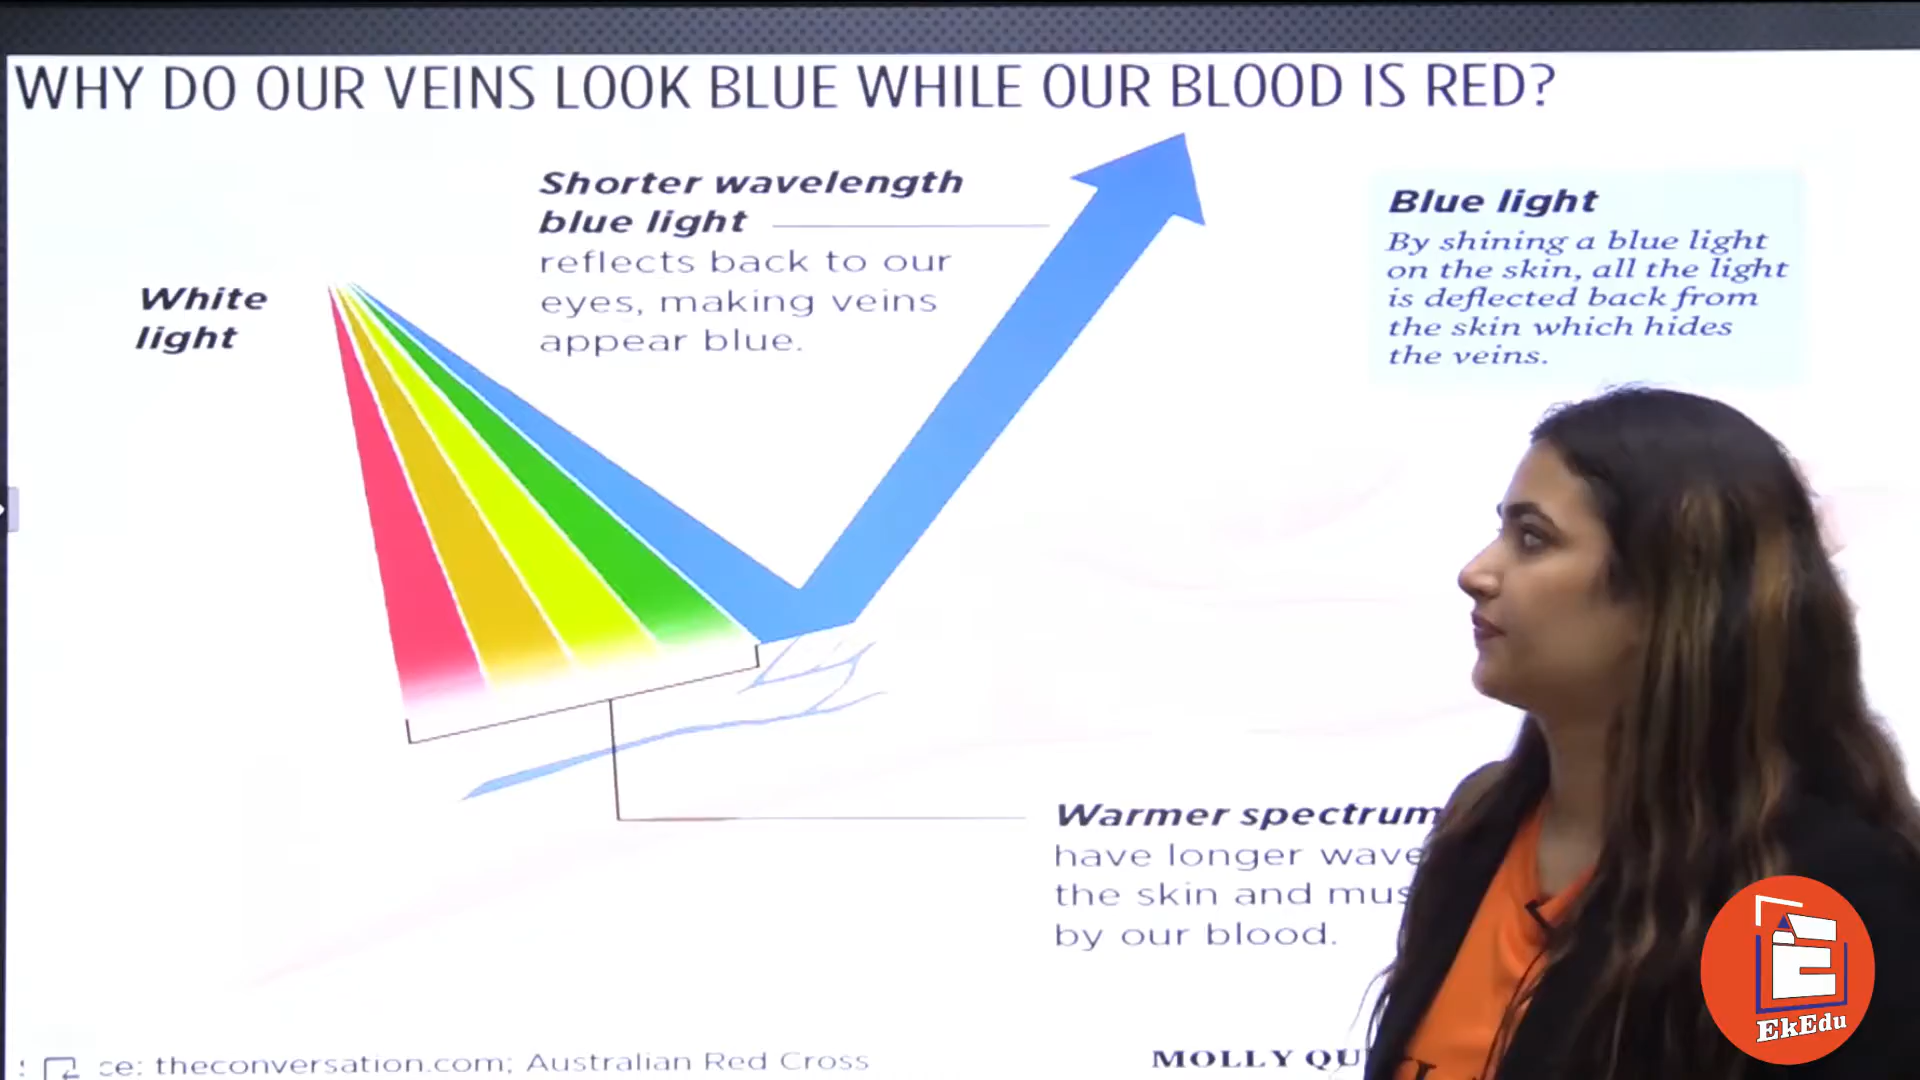 WHY DO OUR VEINS LOOK BLUE WHILE OUR BLOOD IS RED?
White
light
Shorter wavelength
blue light
reflects back to our
eyes, making veins
appear blue.
Blue light
By shining a blue light
on the skin, all the light
is deflected back from
the skin which hides
the veins.
Warmer spectrum
have longer
the skin and
by our blood.
theconversation.com; Australian Red Cross
MOLLY
EkEdu